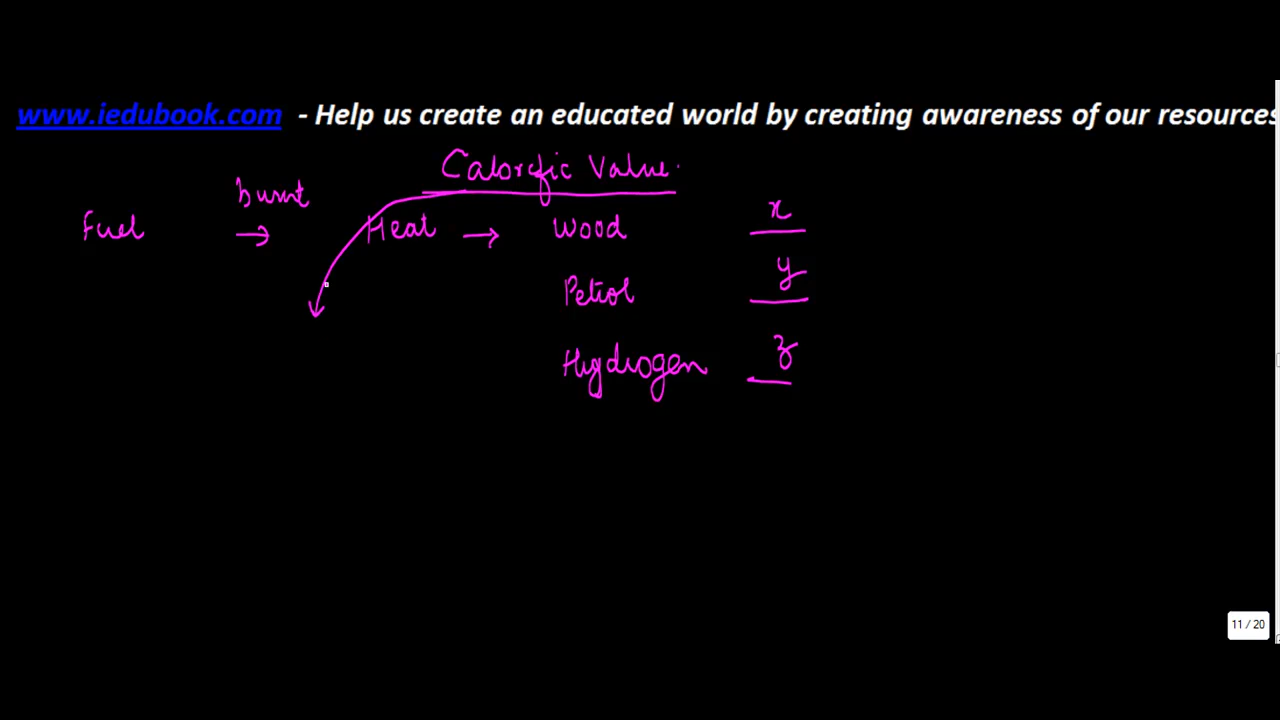 www.iedubook.com - Help us create an educated world by creating awareness of our resources
Calorific Value.
Fuel burnt → Heat → Wood x
Petrol y
Hydrogen z
11 / 20